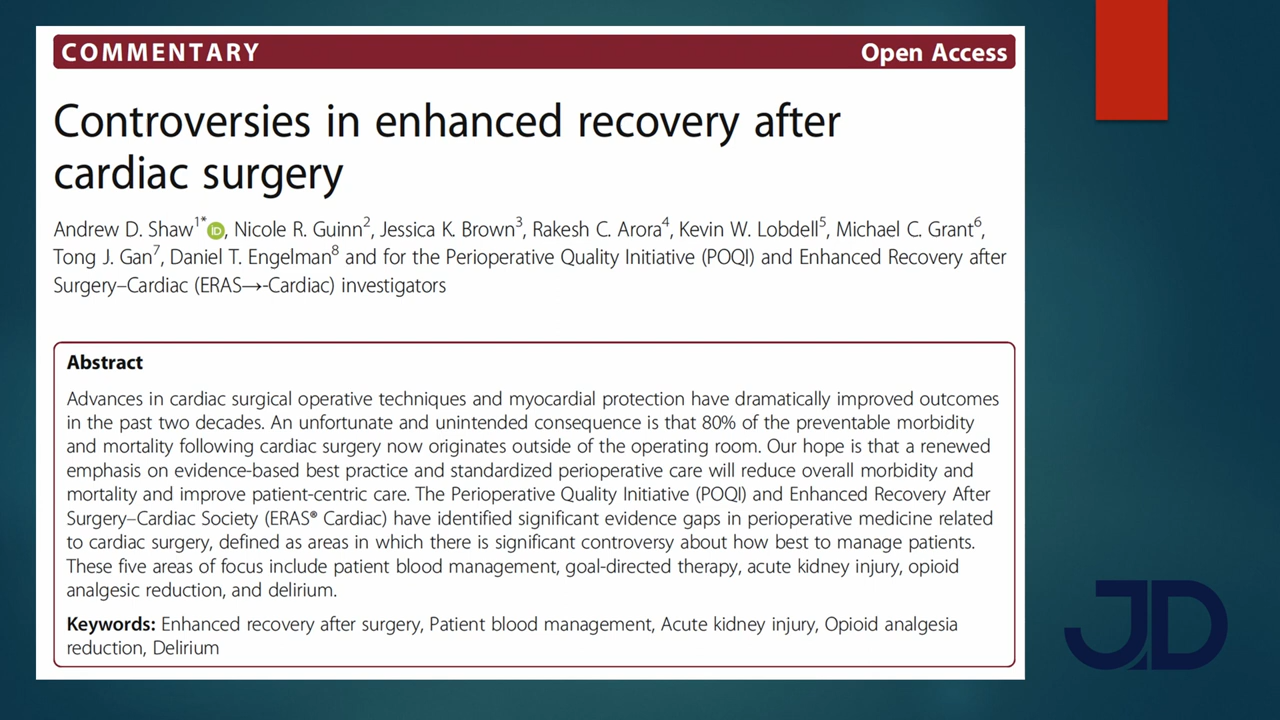 COMMENTARY Open Access
Controversies in enhanced recovery after
cardiac surgery
Andrew D. Shaw1* iD, Nicole R. Guinn2, Jessica K. Brown3, Rakesh C. Arora4, Kevin W. Lobdell5, Michael C. Grant6,
Tong J. Gan7, Daniel T. Engelman8 and for the Perioperative Quality Initiative (POQI) and Enhanced Recovery after
Surgery–Cardiac (ERAS→-Cardiac) investigators
Abstract
Advances in cardiac surgical operative techniques and myocardial protection have dramatically improved outcomes
in the past two decades. An unfortunate and unintended consequence is that 80% of the preventable morbidity
and mortality following cardiac surgery now originates outside of the operating room. Our hope is that a renewed
emphasis on evidence-based best practice and standardized perioperative care will reduce overall morbidity and
mortality and improve patient-centric care. The Perioperative Quality Initiative (POQI) and Enhanced Recovery After
Surgery–Cardiac Society (ERAS® Cardiac) have identified significant evidence gaps in perioperative medicine related
to cardiac surgery, defined as areas in which there is significant controversy about how best to manage patients.
These five areas of focus include patient blood management, goal-directed therapy, acute kidney injury, opioid
analgesic reduction, and delirium.
Keywords: Enhanced recovery after surgery, Patient blood management, Acute kidney injury, Opioid analgesia
reduction, Delirium
JD